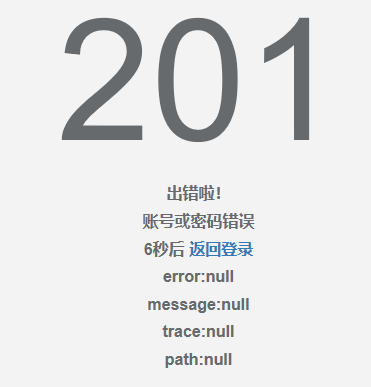 201
出错啦！
账号或密码错误
6秒后 返回登录
error:null
message:null
trace:null
path:null